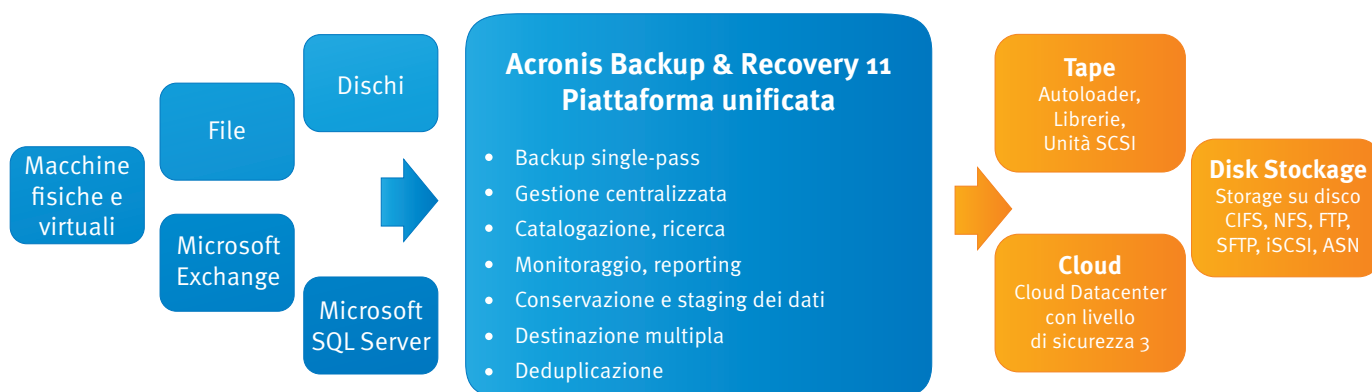 Macchine
fisiche e
virtuali
File
Microsoft
Exchange
Dischi
Microsoft
SQL Server
Acronis Backup & Recovery 11
Piattaforma unificata
• Backup single-pass
• Gestione centralizzata
• Catalogazione, ricerca
• Monitoraggio, reporting
• Conservazione e staging dei dati
• Destinazione multipla
• Deduplicazione
Tape
Autoloader,
Librerie,
Unità SCSI
Cloud
Cloud Datacenter
con livello
di sicurezza 3
Disk Stockage
Storage su disco
CIFS, NFS, FTP,
SFTP, iSCSI, ASN